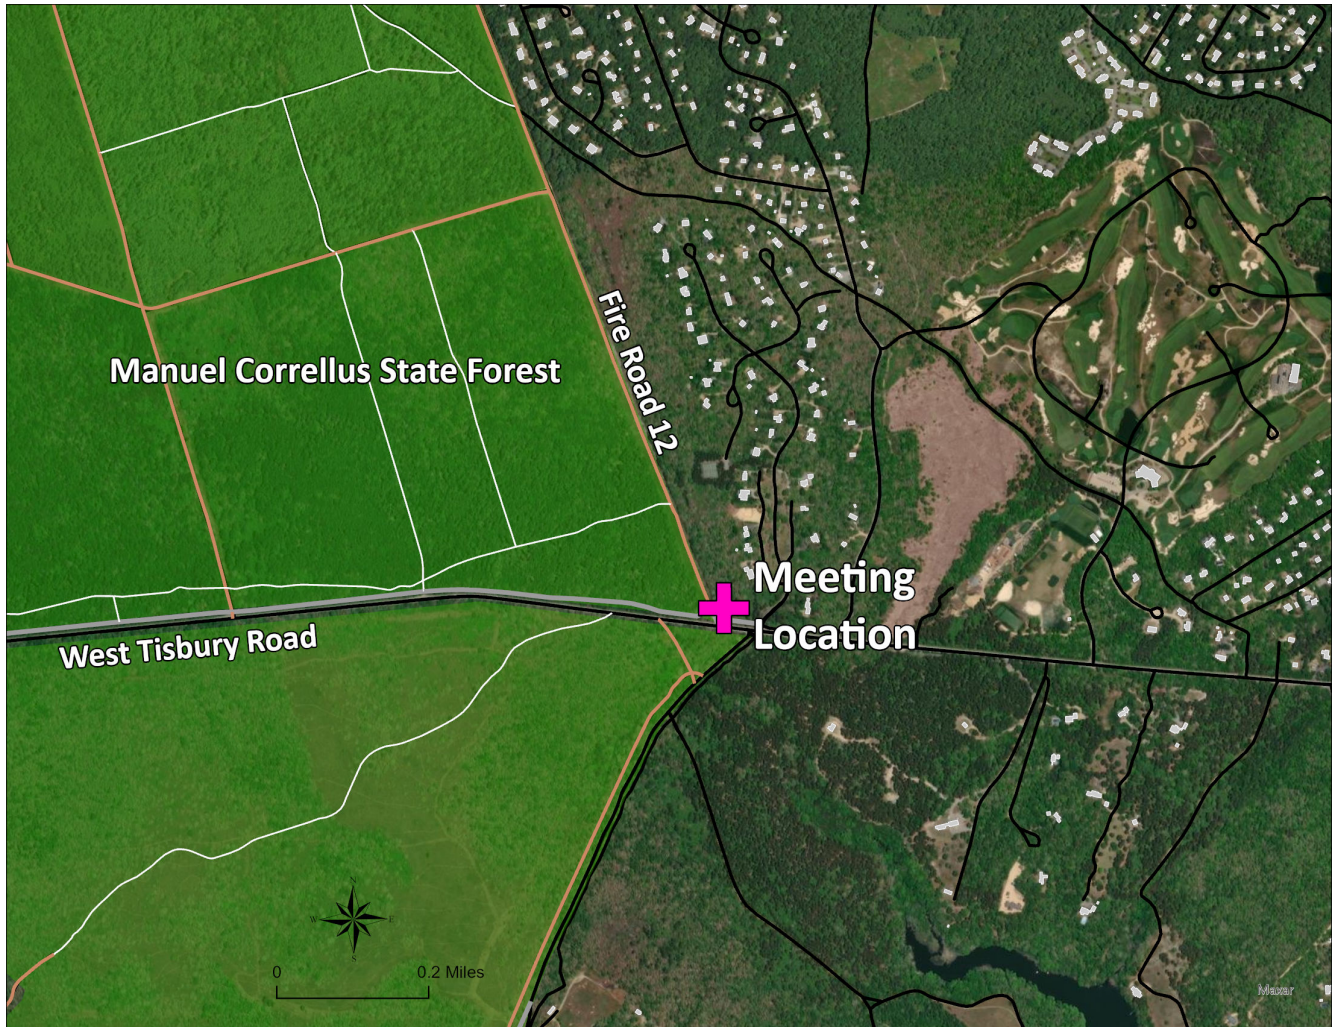 Fire Road 12
Manuel Correllus State Forest
Meeting
Location
West Tisbury Road
N
W
E
S
0
0.2 Miles
Maxar